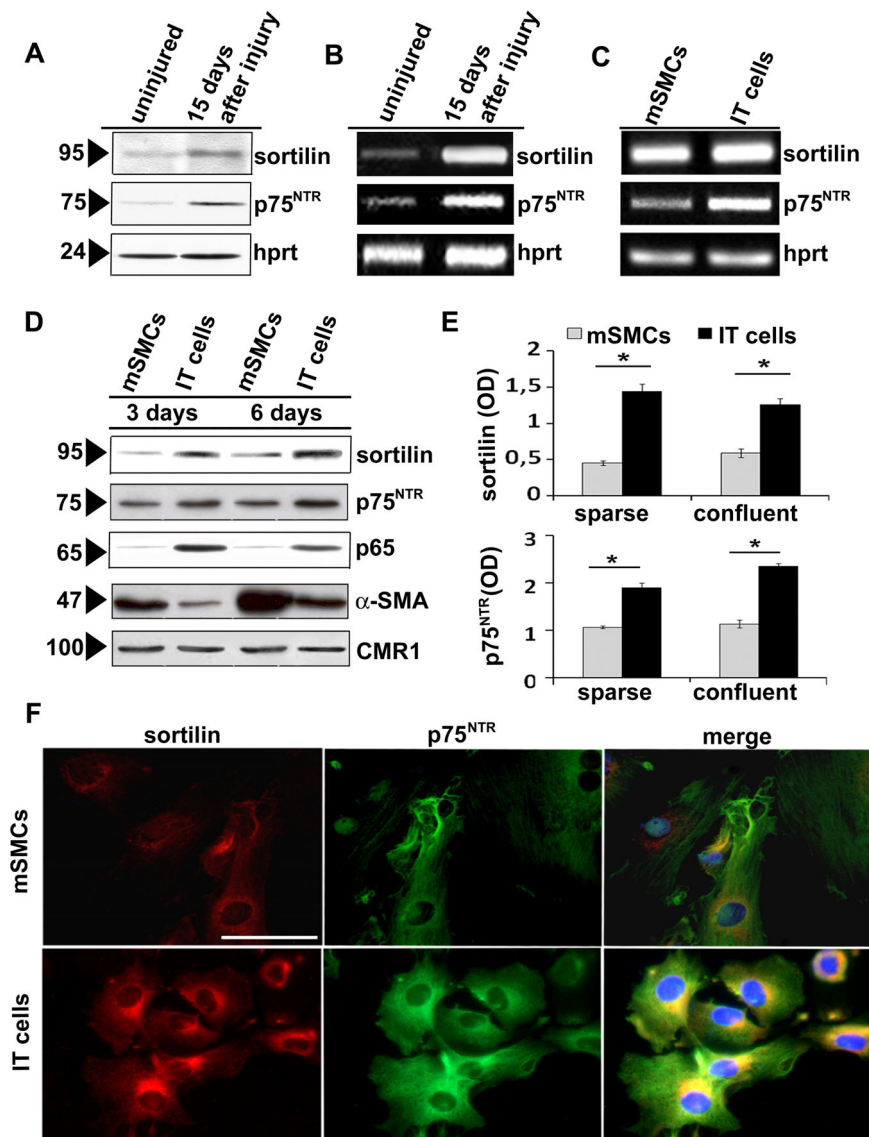 A
uninjured
15 days
after injury
95
sortilin
75
p75NTR
24
hprt
B
uninjured
15 days
after injury
sortilin
p75NTR
hprt
C
mSMCs
IT cells
sortilin
p75NTR
hprt
D
mSMCs
IT cells
mSMCs
IT cells
3 days
6 days
95
sortilin
75
p75NTR
65
p65
47
α-SMA
100
CMR1
E
mSMCs
IT cells
sortilin (OD)
2
1,5
1
0,5
0
*
*
sparse
confluent
p75NTR(OD)
3
2
1
0
*
*
sparse
confluent
F
sortilin
p75NTR
merge
mSMCs
IT cells